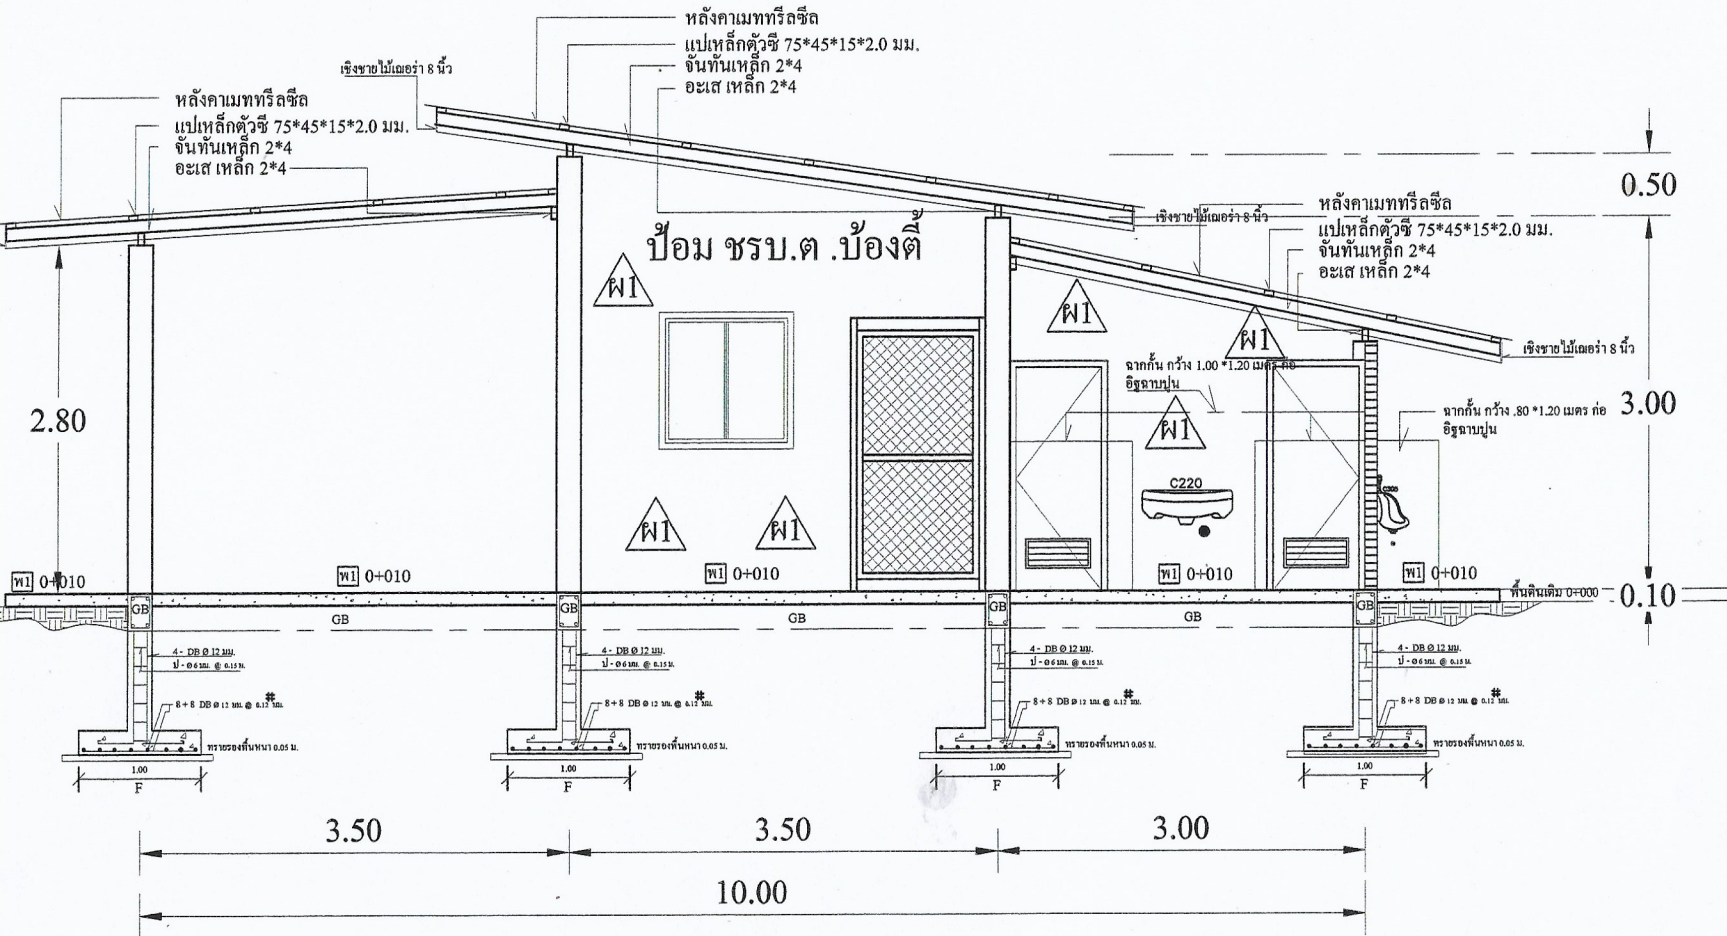 หลังคาเมททรีลชีล
แปเหล็กตัวซี 75*45*15*2.0 มม.
จันทันเหล็ก 2*4
อะเส เหล็ก 2*4
เชิงชายไม้เฌอร่า 8 นิ้ว
หลังคาเมททรีลชีล
แปเหล็กตัวซี 75*45*15*2.0 มม.
จันทันเหล็ก 2*4
อะเส เหล็ก 2*4
0.50
เชิงชายไม้เฌอร่า 8 นิ้ว
หลังคาเมททรีลชีล
แปเหล็กตัวซี 75*45*15*2.0 มม.
จันทันเหล็ก 2*4
อะเส เหล็ก 2*4
ป้อม ชรบ.ต .บ้องตี้
ผ1
ผ1
ผ1
เชิงชายไม้เฌอร่า 8 นิ้ว
ฉากกั้น กว้าง 1.00 *1.20 เมตร ก่อ
อิฐฉาบปูน
2.80
ผ1
3.00
ฉากกั้น กว้าง .80 *1.20 เมตร ก่อ
อิฐฉาบปูน
C220
ผ1
ผ1
พ1 0+010
พ1 0+010
พ1 0+010
พ1 0+010
พ1 0+010
พื้นดินเดิม 0+000
0.10
GB
GB
GB
GB
GB
GB
GB
4 - DB Ø 12 มม.
ป - Ø 6 มม. @ 0.15 ม.
4 - DB Ø 12 มม.
ป - Ø 6 มม. @ 0.15 ม.
4 - DB Ø 12 มม.
ป - Ø 6 มม. @ 0.15 ม.
4 - DB Ø 12 มม.
ป - Ø 6 มม. @ 0.15 ม.
8 + 8 DB Ø 12 มม. @ 0.12 มม. #
8 + 8 DB Ø 12 มม. @ 0.12 มม. #
8 + 8 DB Ø 12 มม. @ 0.12 มม. #
8 + 8 DB Ø 12 มม. @ 0.12 มม. #
ทรายรองพื้นหนา 0.05 ม.
ทรายรองพื้นหนา 0.05 ม.
ทรายรองพื้นหนา 0.05 ม.
ทรายรองพื้นหนา 0.05 ม.
1.00
F
1.00
F
1.00
F
1.00
F
3.50
3.50
3.00
10.00